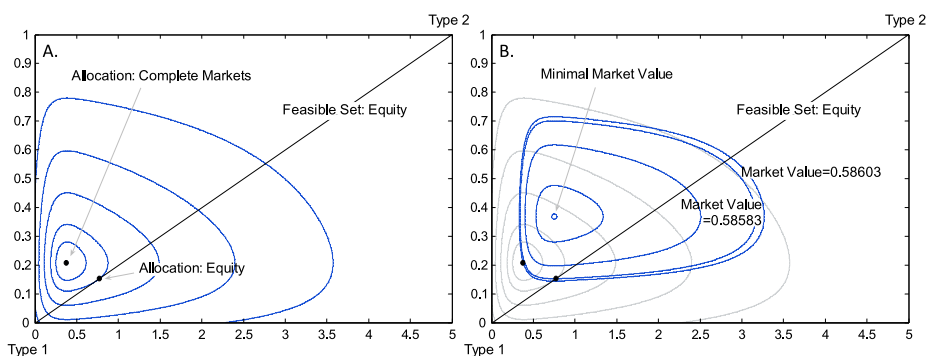 Type 2
Type 2
1
0.9
0.8
0.7
0.6
0.5
0.4
0.3
0.2
0.1
0
A.
Allocation: Complete Markets
Feasible Set: Equity
Allocation: Equity
0 0.5 1 1.5 2 2.5 3 3.5 4 4.5 5
Type 1
1
0.9
0.8
0.7
0.6
0.5
0.4
0.3
0.2
0.1
0
B.
Minimal Market Value
Feasible Set: Equity
Market Value=0.58603
Market Value
=0.58583
0 0.5 1 1.5 2 2.5 3 3.5 4 4.5 5
Type 1